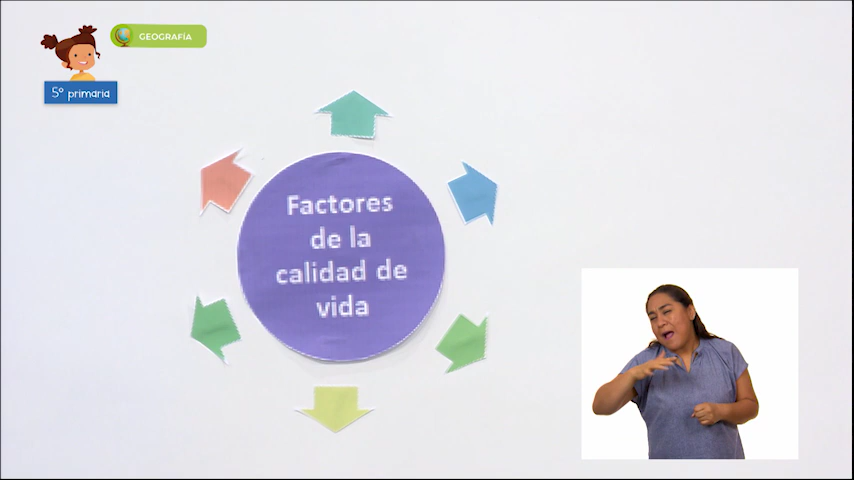 GEOGRAFÍA
5º primaria
Factores
de la
calidad de
vida